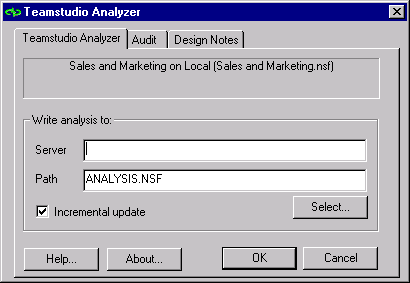 Teamstudio Analyzer
Teamstudio Analyzer Audit Design Notes
Sales and Marketing on Local (Sales and Marketing.nsf)
Write analysis to:
Server
Path ANALYSIS.NSF
Incremental update Select...
Help... About... OK Cancel